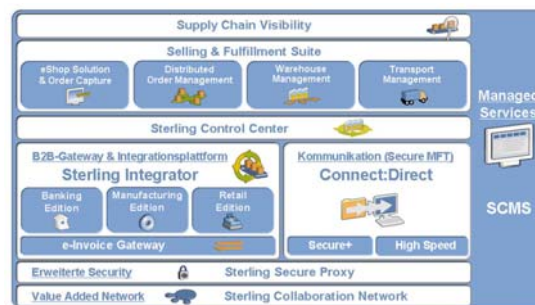 Supply Chain Visibility
Selling & Fulfillment Suite
eShop Solution
& Order Capture
Distributed
Order Management
Warehouse
Management
Transport
Management
Managed
Services
SCMS
Sterling Control Center
B2B-Gateway & Integrationsplattform
Sterling Integrator
Banking
Edition
Manufacturing
Edition
Retail
Edition
e-Invoice Gateway
Kommunikation (Secure MFT)
Connect:Direct
Secure+
High Speed
Erweiterte Security
Sterling Secure Proxy
Value Added Network
Sterling Collaboration Network